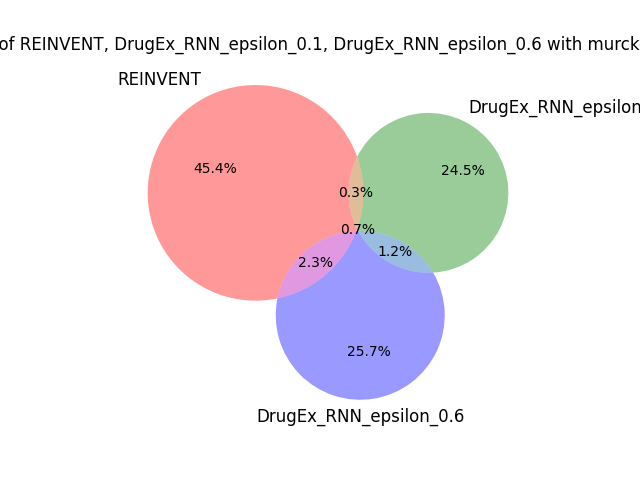 of REINVENT, DrugEx_RNN_epsilon_0.1, DrugEx_RNN_epsilon_0.6 with murck
REINVENT
DrugEx_RNN_epsilon
45.4%
24.5%
0.3%
0.7%
1.2%
2.3%
25.7%
DrugEx_RNN_epsilon_0.6